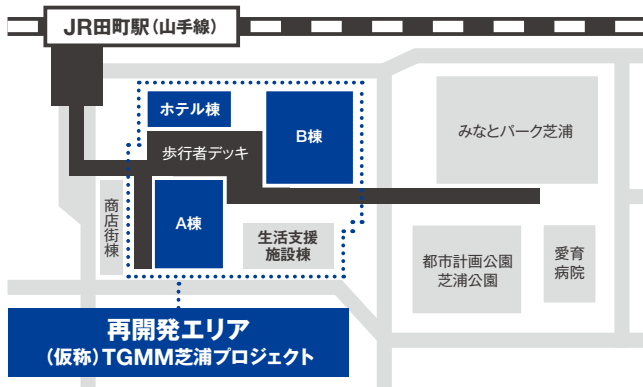 JR田町駅(山手線)
ホテル棟
B棟
みなとパーク芝浦
歩行者デッキ
商店街棟
A棟
生活支援
施設棟
都市計画公園
芝浦公園
愛育
病院
再開発エリア
(仮称)TGMM芝浦プロジェクト